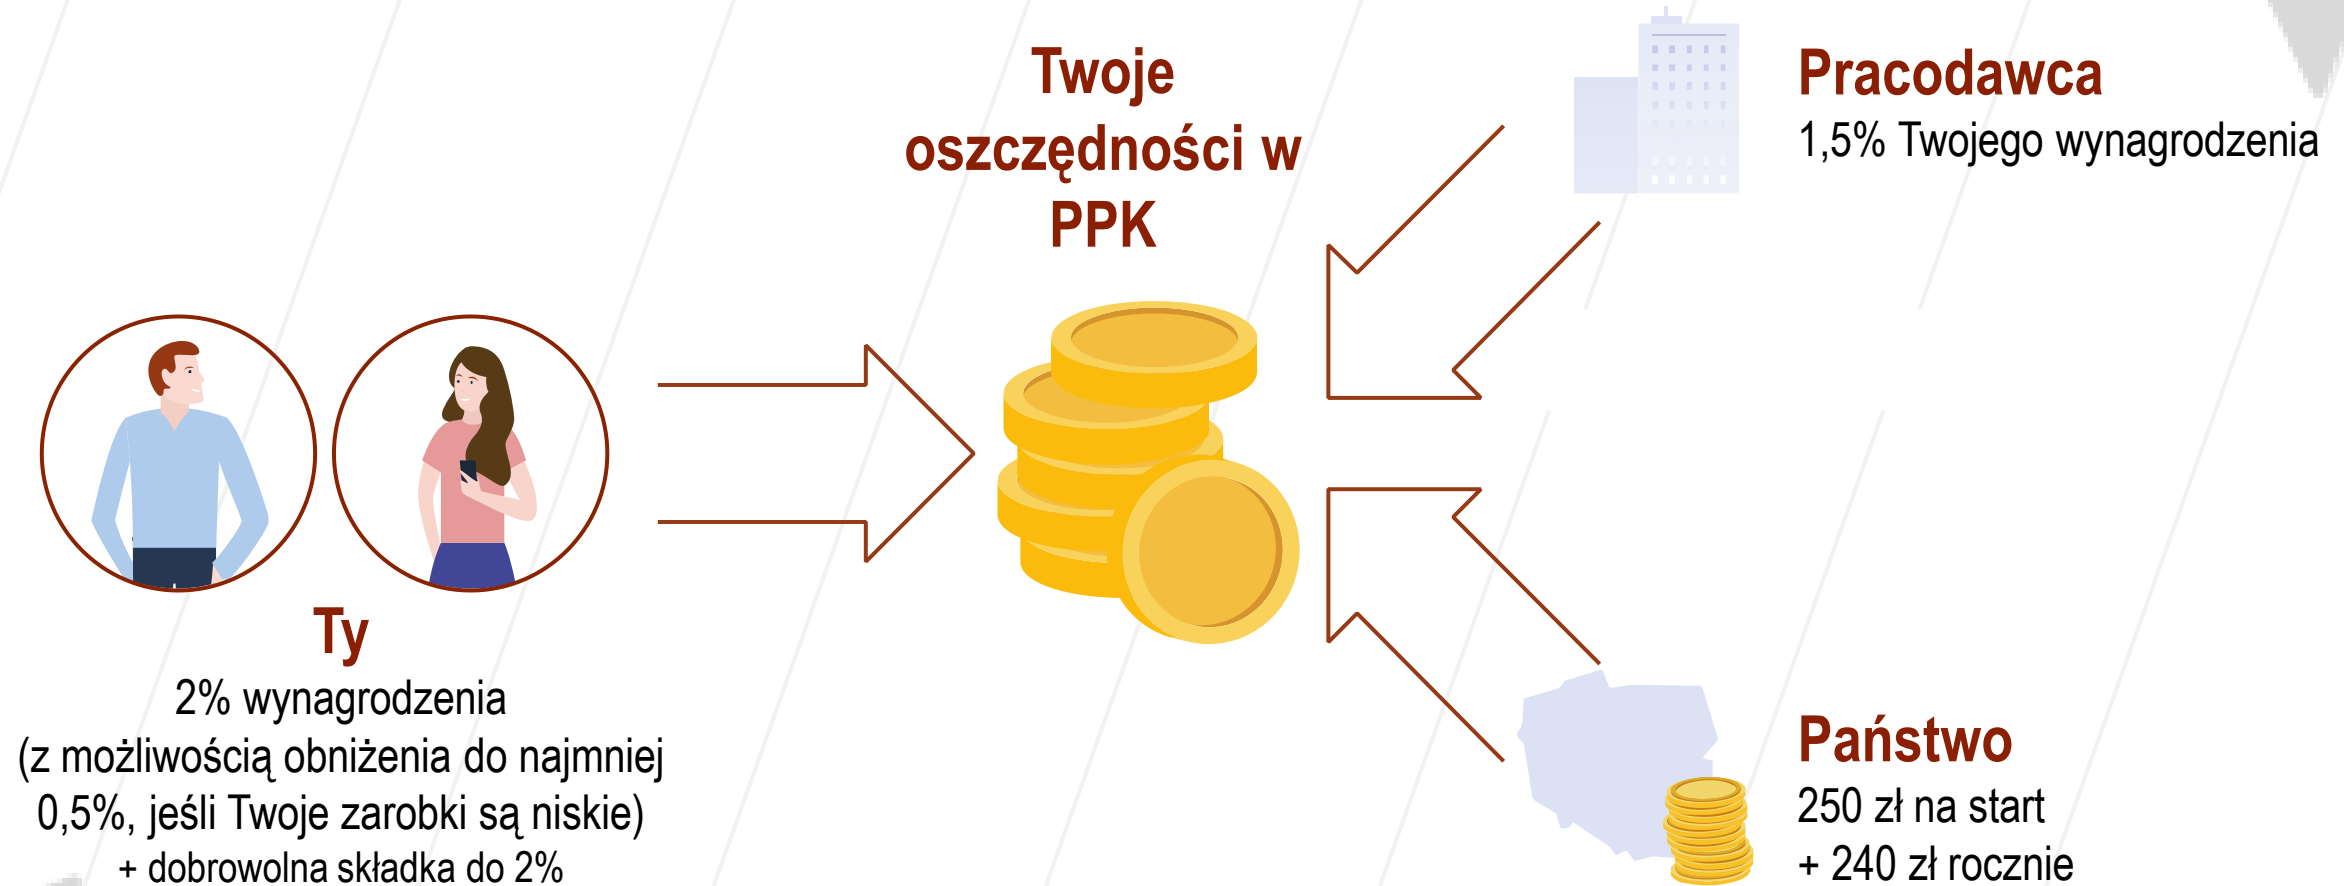 Twoje
oszczędności w
PPK
Pracodawca
1,5% Twojego wynagrodzenia
Ty
2% wynagrodzenia
(z możliwością obniżenia do najmniej
0,5%, jeśli Twoje zarobki są niskie)
+ dobrowolna składka do 2%
Państwo
250 zł na start
+ 240 zł rocznie